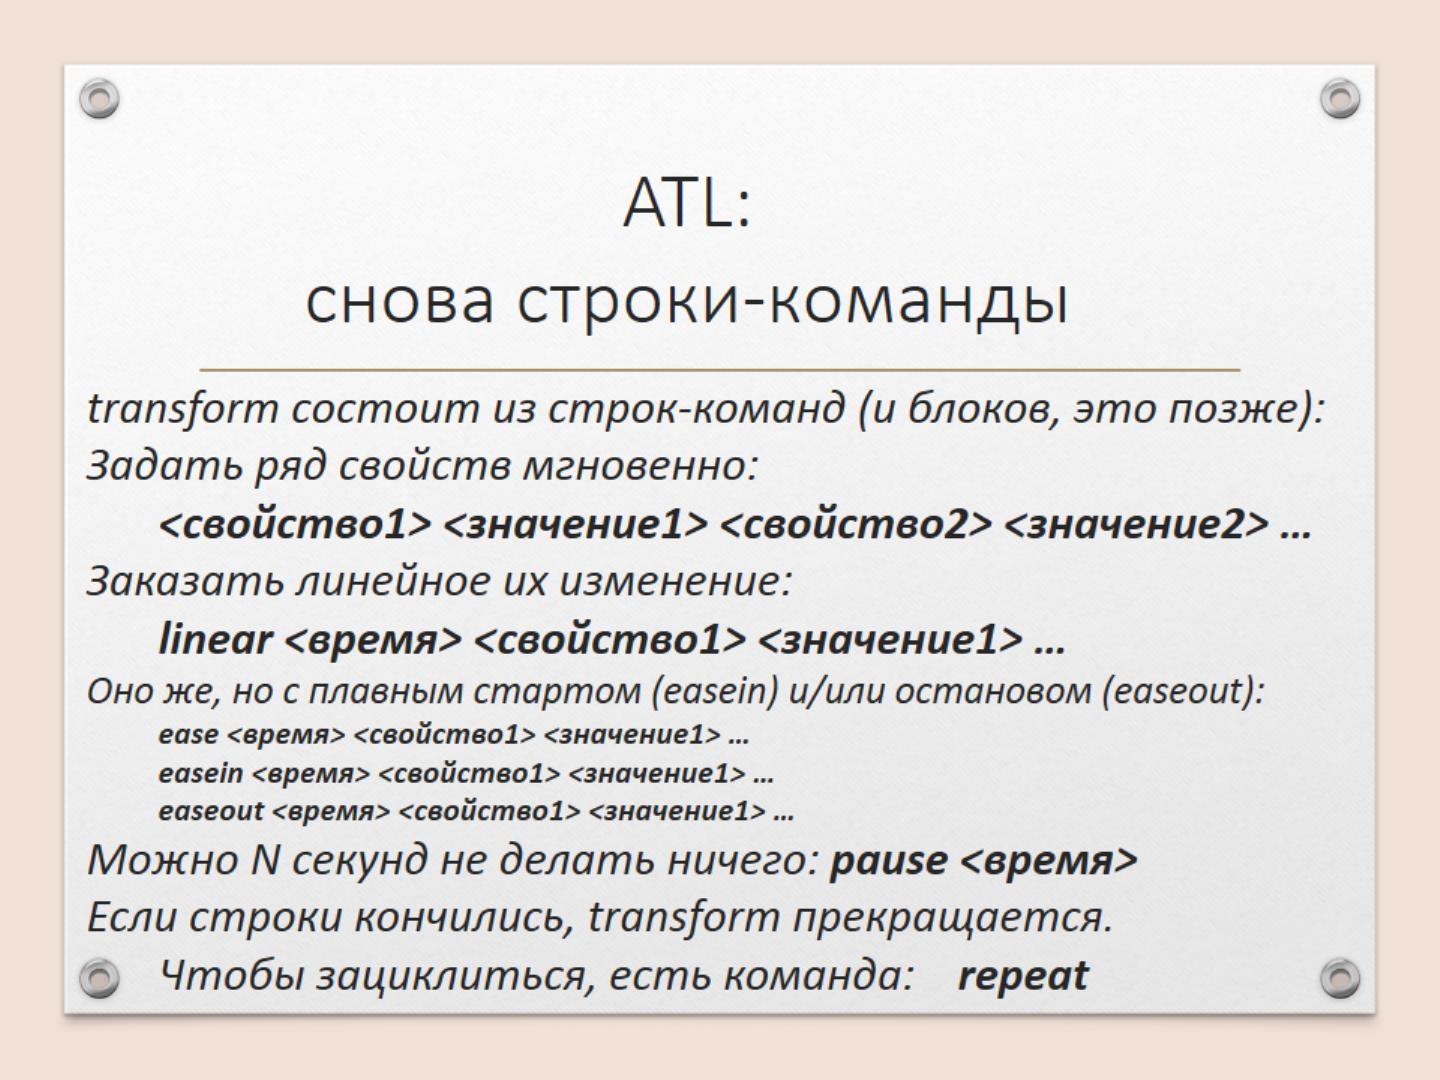 ATL:
снова строки-команды
transform состоит из строк-команд (и блоков, это позже):
Задать ряд свойств мгновенно:
<свойство1> <значение1> <свойство2> <значение2> ...
Заказать линейное их изменение:
linear <время> <свойство1> <значение1> ...
Оно же, но с плавным стартом (easein) и/или остановом (easeout):
ease <время> <свойство1> <значение1> ...
easein <время> <свойство1> <значение1> ...
easeout <время> <свойство1> <значение1> ...
Можно N секунд не делать ничего: pause <время>
Если строки кончились, transform прекращается.
Чтобы зациклиться, есть команда: repeat